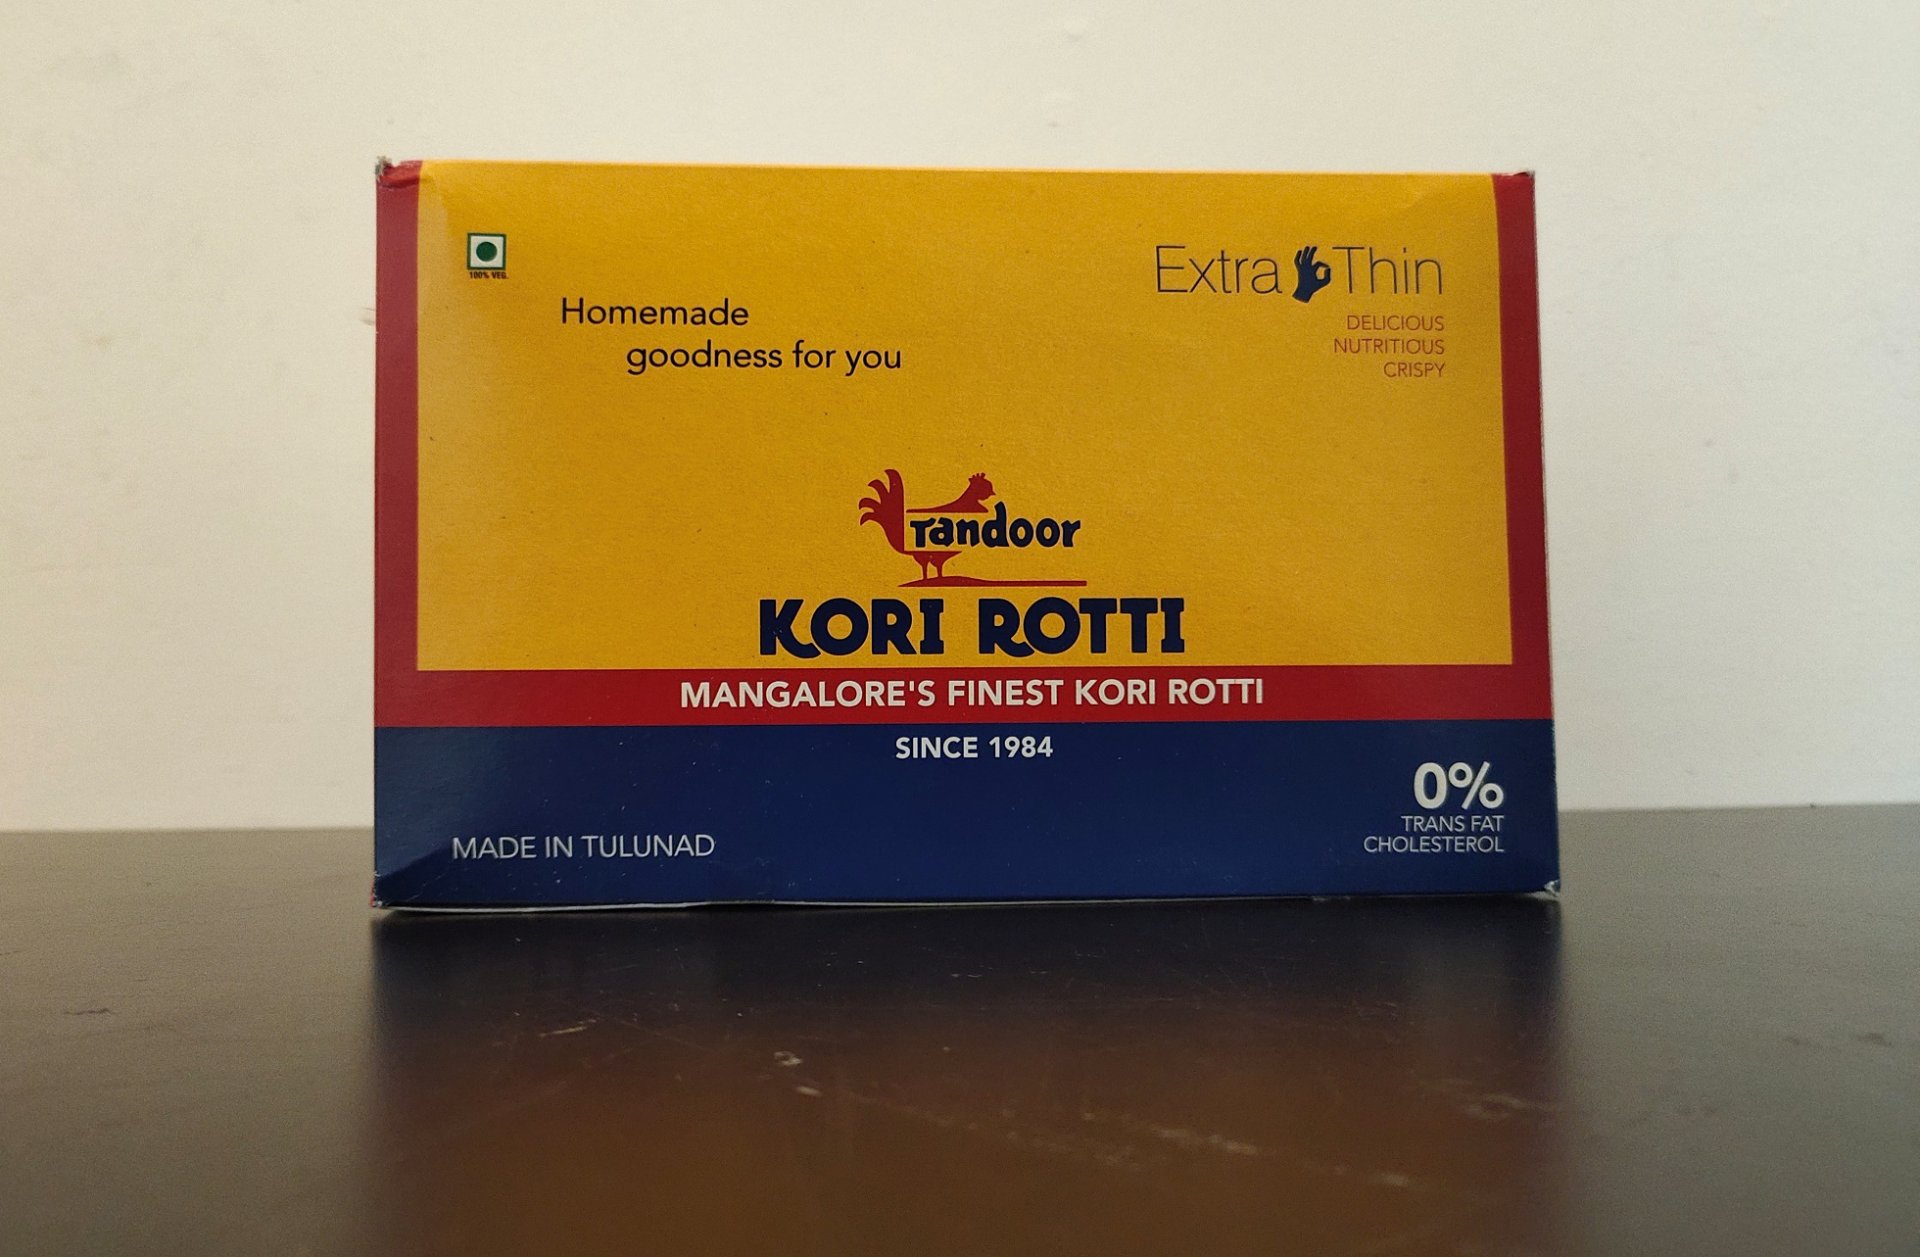 100% VEG.
Homemade
goodness for you
Extra Thin
DELICIOUS
NUTRITIOUS
CRISPY
Tandoor
KORI ROTTI
MANGALORE'S FINEST KORI ROTTI
SINCE 1984
MADE IN TULUNAD
0%
TRANS FAT
CHOLESTEROL